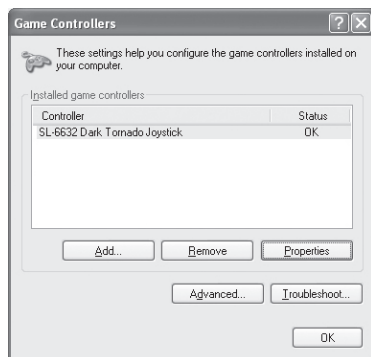 Game Controllers
These settings help you configure the game controllers installed on
your computer.
Installed game controllers
Controller Status
SL-6632 Dark Tornado Joystick OK
Add... Remove Properties
Advanced... Troubleshoot...
OK